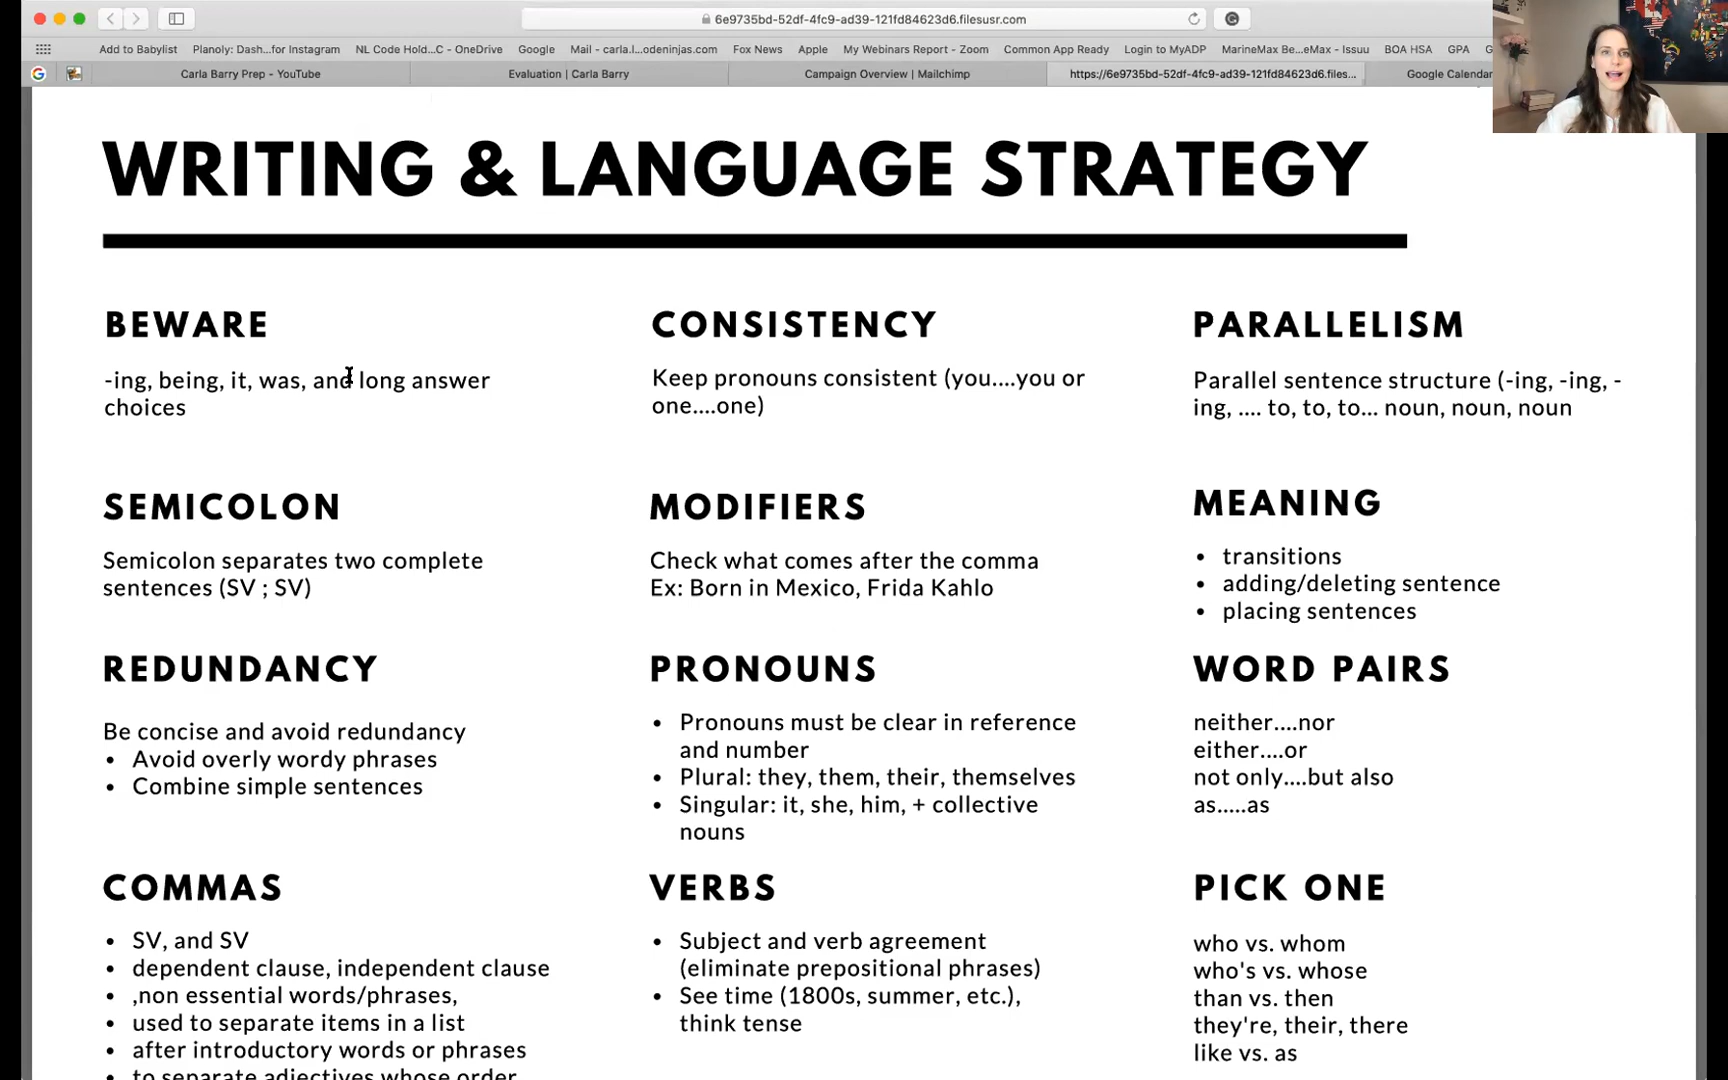 6e9735bd-52df-4fc9-ad39-121fd84623d6.filesusr.com
Add to Babylist Planoly: Dash...for Instagram NL Code Hold...C - OneDrive Google Mail - carla.l...odeninjas.com Fox News Apple My Webinars Report - Zoom Common App Ready Login to MyADP MarineMax Be...eMax - Issuu BOA HSA GPA
Carla Barry Prep - YouTube Evaluation | Carla Barry Campaign Overview | Mailchimp https://6e9735bd-52df-4fc9-ad39-121fd84623d6.files... Google Calendar
WRITING & LANGUAGE STRATEGY
BEWARE
-ing, being, it, was, and long answer
choices
CONSISTENCY
Keep pronouns consistent (you....you or
one....one)
PARALLELISM
Parallel sentence structure (-ing, -ing, -
ing, .... to, to, to... noun, noun, noun
SEMICOLON
Semicolon separates two complete
sentences (SV ; SV)
MODIFIERS
Check what comes after the comma
Ex: Born in Mexico, Frida Kahlo
MEANING
• transitions
• adding/deleting sentence
• placing sentences
REDUNDANCY
Be concise and avoid redundancy
• Avoid overly wordy phrases
• Combine simple sentences
PRONOUNS
• Pronouns must be clear in reference
and number
• Plural: they, them, their, themselves
• Singular: it, she, him, + collective
nouns
WORD PAIRS
neither....nor
either....or
not only....but also
as.....as
COMMAS
• SV, and SV
• dependent clause, independent clause
• ,non essential words/phrases,
• used to separate items in a list
• after introductory words or phrases
• to separate adjectives whose order
VERBS
• Subject and verb agreement
(eliminate prepositional phrases)
• See time (1800s, summer, etc.),
think tense
PICK ONE
who vs. whom
who's vs. whose
than vs. then
they're, their, there
like vs. as